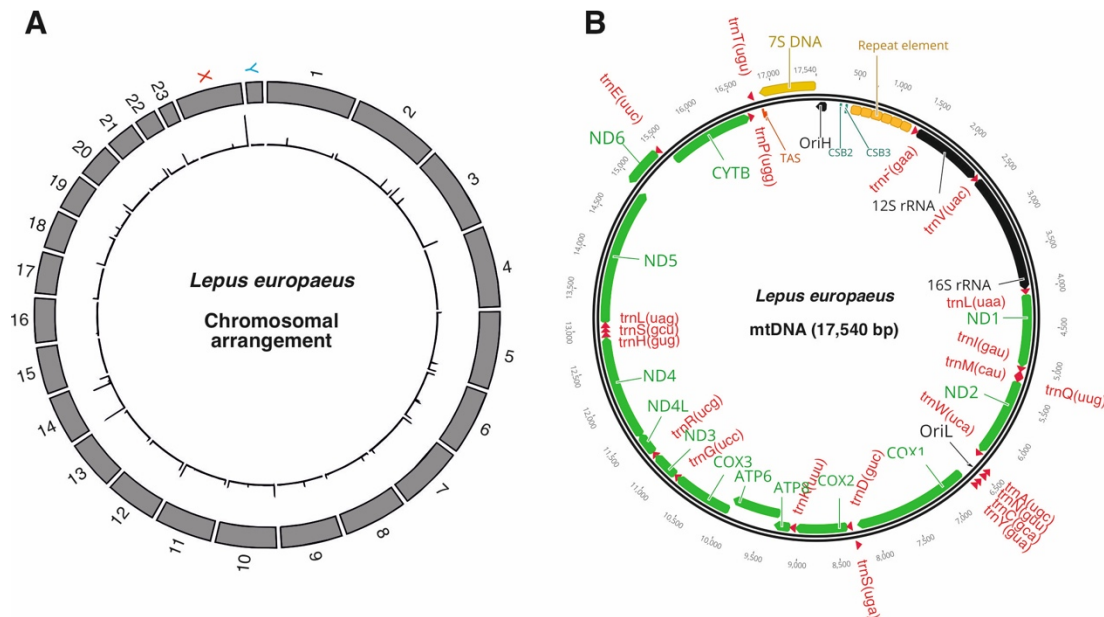 A
1
2
3
4
5
6
7
8
9
10
11
12
13
14
15
16
17
18
19
20
21
22
23
X
Y
Lepus europaeus
Chromosomal
arrangement
B
7S DNA
17,000
17,540
500
1,000
1,500
2,000
2,500
3,000
3,500
4,000
4,500
5,000
5,500
6,000
6,500
7,000
7,500
8,000
8,500
9,000
9,500
10,000
10,500
11,000
11,500
12,000
12,500
13,000
13,500
14,000
14,500
15,000
15,500
16,000
16,500
Repeat element
OriH
CSB2
CSB3
trnF(gaa)
12S rRNA
trnV(uac)
16S rRNA
trnL(uaa)
ND1
trnI(gau)
trnM(cau)
trnQ(uug)
ND2
trnW(uca)
OriL
trnA(ugc)
trnN(guu)
trnC(gca)
trnY(gua)
COX1
trnS(uga)
trnD(guc)
COX2
trnK(uuu)
ATP8
ATP6
COX3
trnG(ucc)
ND3
trnR(ucg)
ND4L
ND4
trnH(gug)
trnS(gcu)
trnL(uag)
ND5
ND6
trnE(uuc)
CYTB
trnT(ugu)
trnP(ugg)
TAS
Lepus europaeus
mtDNA (17,540 bp)